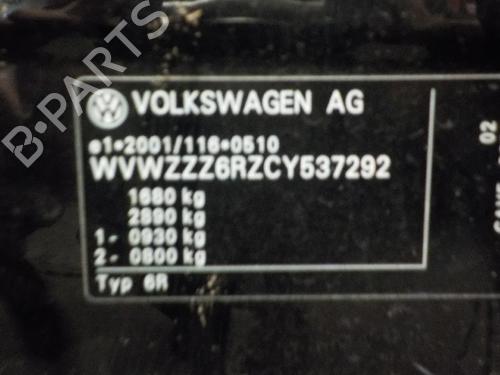 B-PARTS
VOLKSWAGEN AG
e1*2001/116*0510
WVWZZZ6RZCY537292
1680 kg
2890 kg
1- 0930 kg
2- 0800 kg
Typ 6R
02